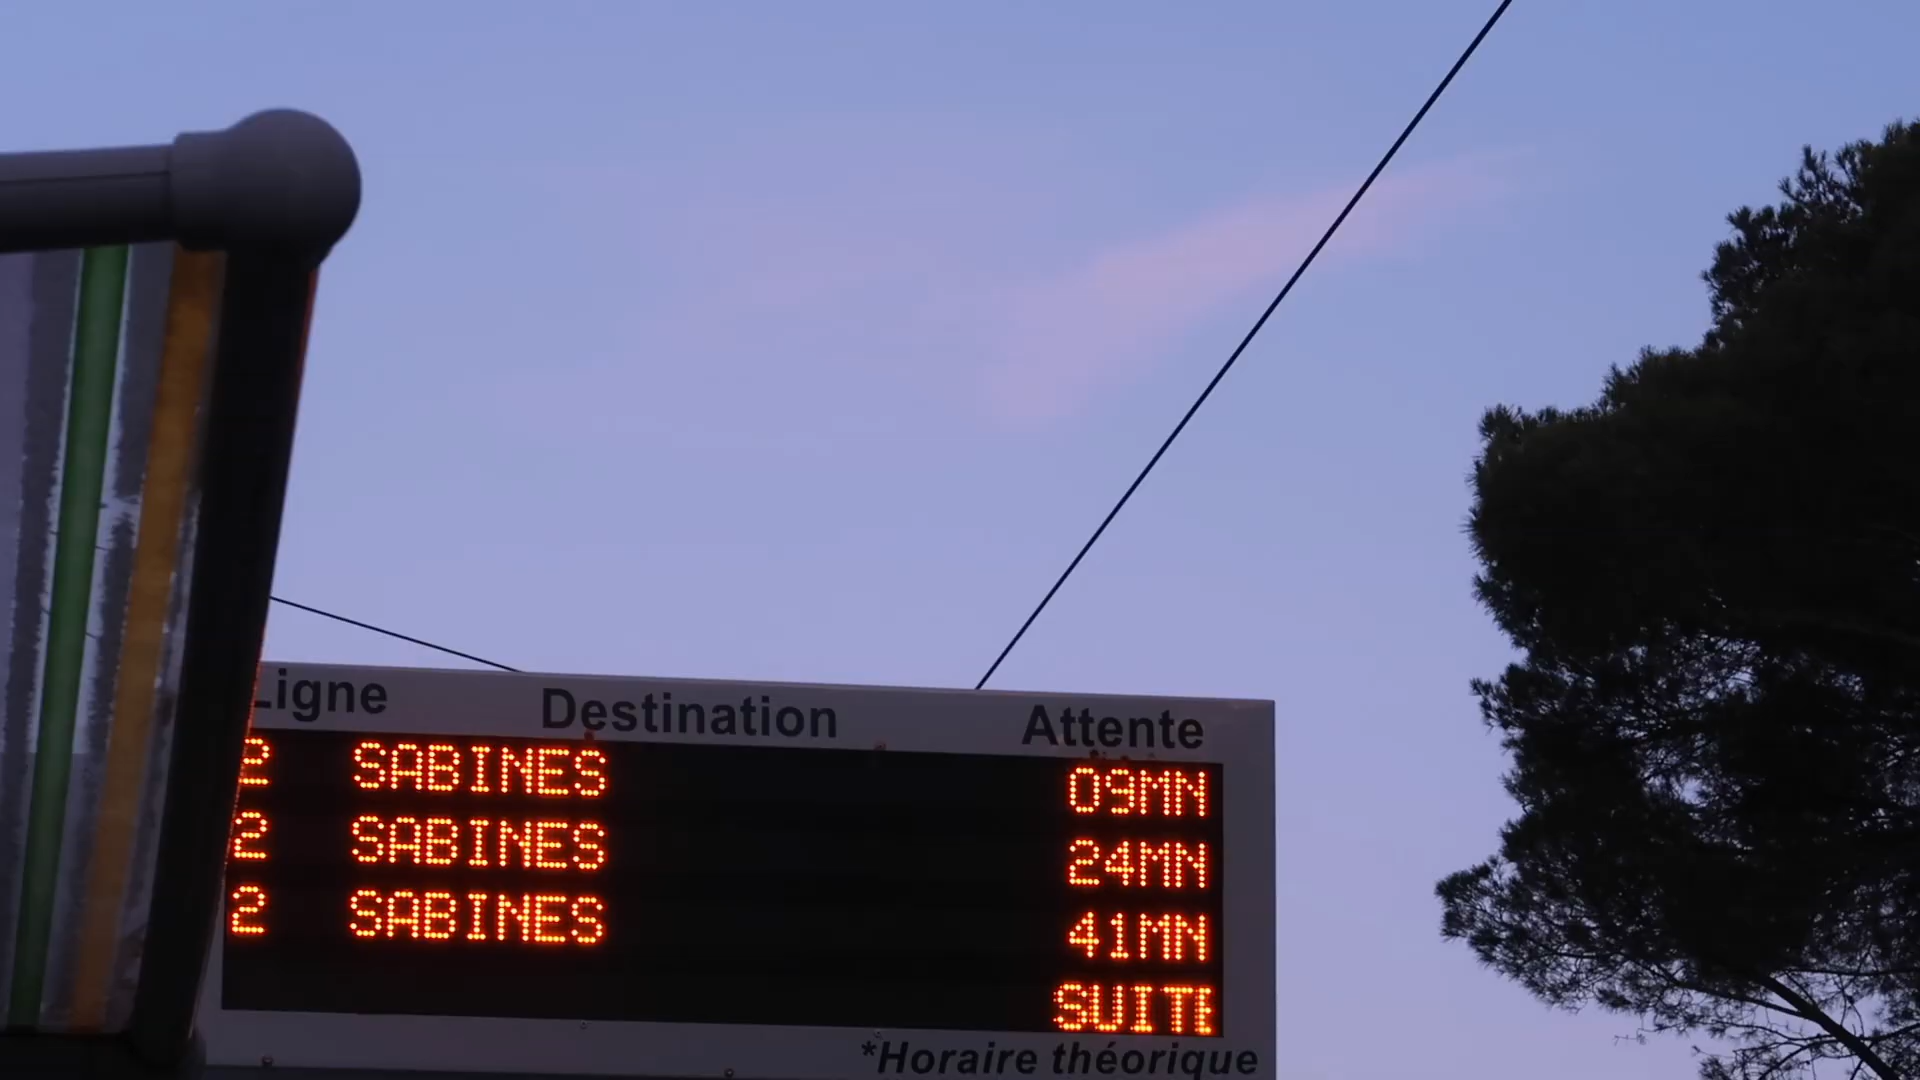 Ligne Destination Attente
2 SABINES 09MN
2 SABINES 24MN
2 SABINES 41MN
SUITE
*Horaire théorique